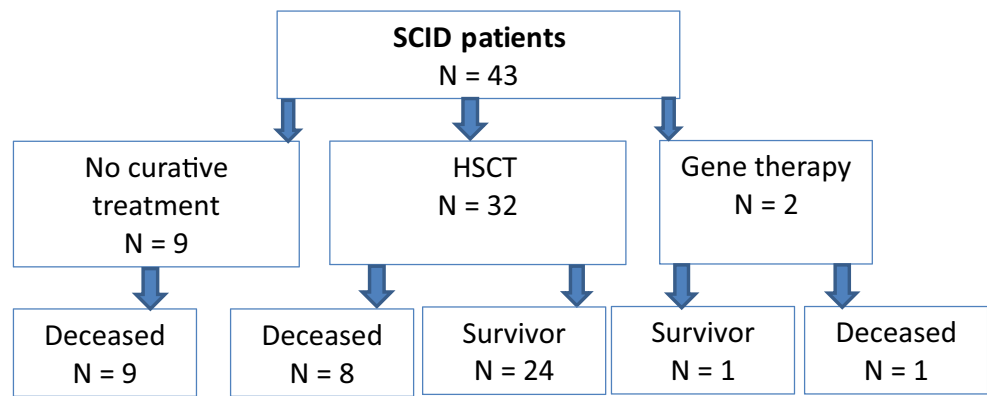 SCID patients
N = 43
No curative
treatment
N = 9
HSCT
N = 32
Gene therapy
N = 2
Deceased
N = 9
Deceased
N = 8
Survivor
N = 24
Survivor
N = 1
Deceased
N = 1